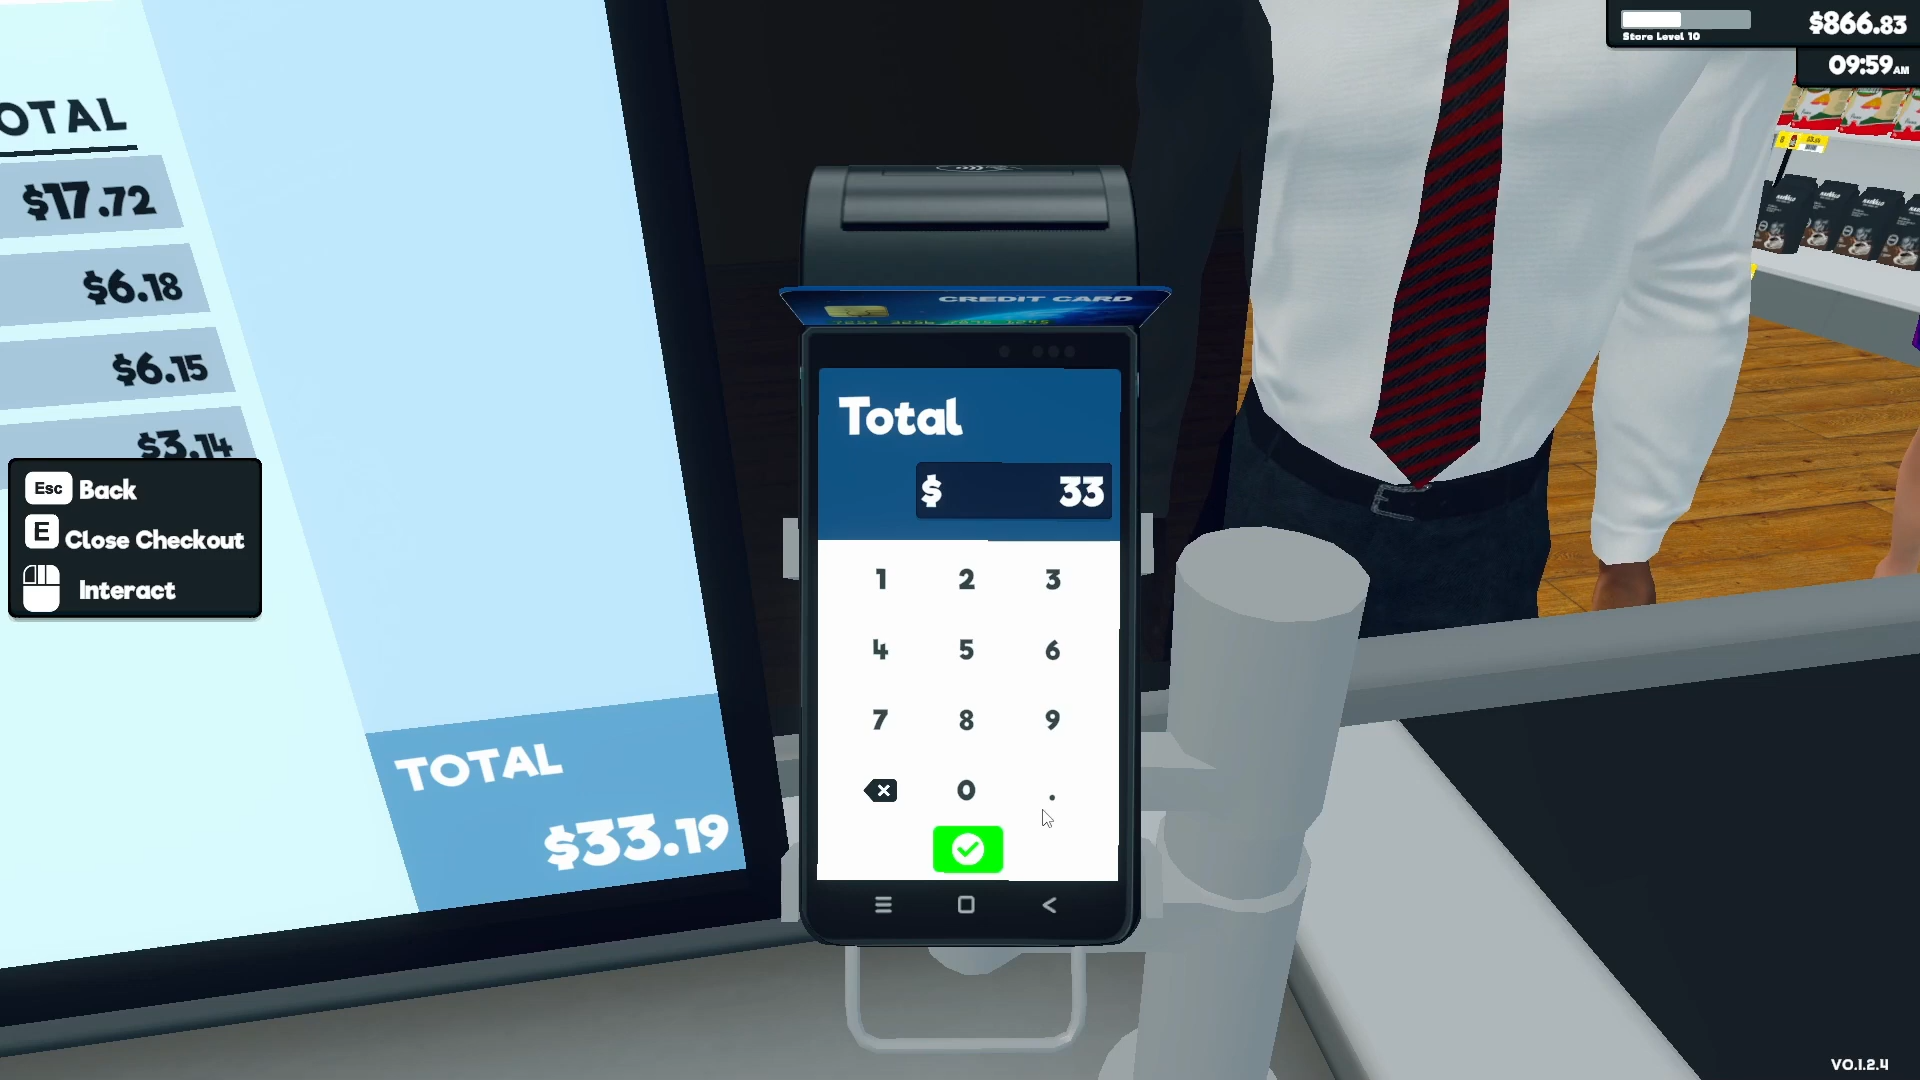 $866.83
Store Level 10
09:59AM
OTAL
$17.72
$6.18
$6.15
$3.14
Esc Back
E Close Checkout
Interact
TOTAL
$33.19
CREDIT CARD
Total
$ 33
1 2 3
4 5 6
7 8 9
0 .
V0.1.2.4